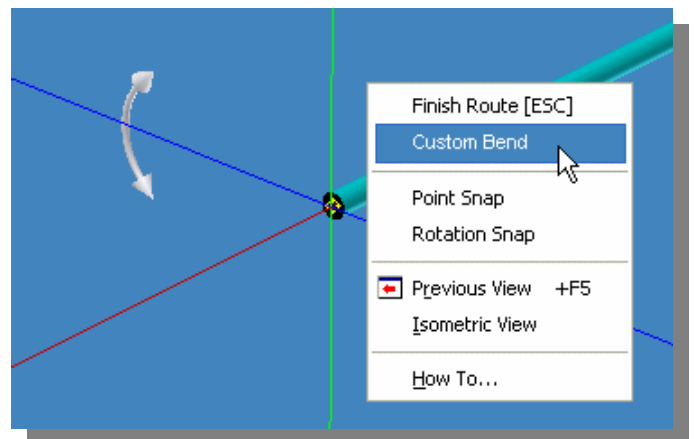 Finish Route [ESC]
Custom Bend
Point Snap
Rotation Snap
Previous View +F5
Isometric View
How To...